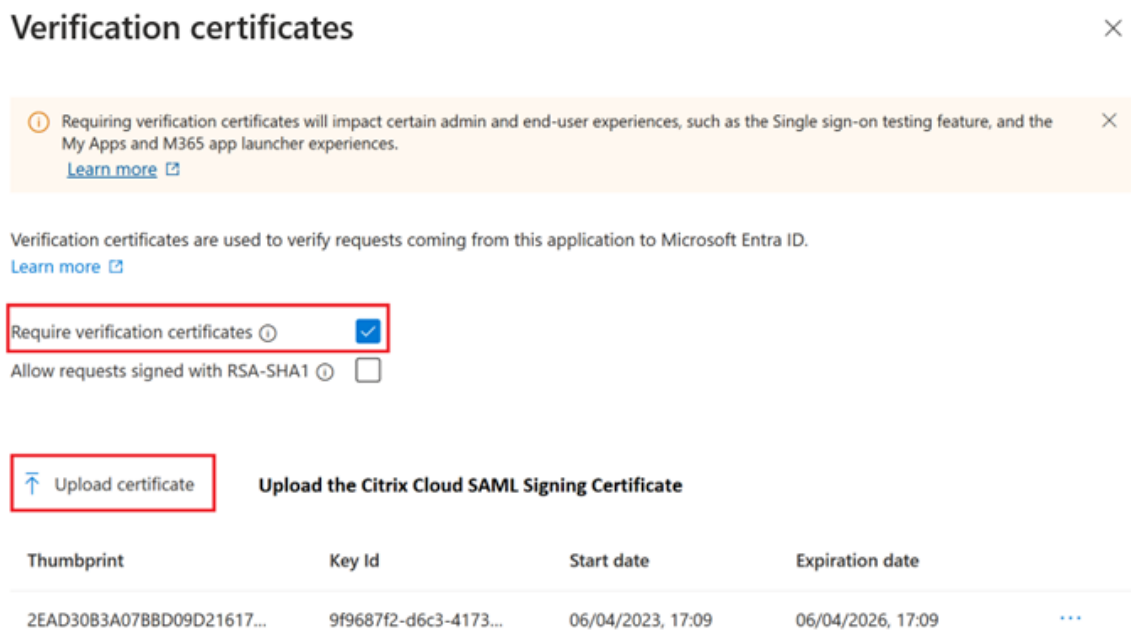 Verification certificates
Requiring verification certificates will impact certain admin and end-user experiences, such as the Single sign-on testing feature, and the
My Apps and M365 app launcher experiences.
Learn more
Verification certificates are used to verify requests coming from this application to Microsoft Entra ID.
Learn more
Require verification certificates
Allow requests signed with RSA-SHA1
Upload certificate Upload the Citrix Cloud SAML Signing Certificate
Thumbprint Key Id Start date Expiration date
2EAD30B3A07BBD09D21617... 9f9687f2-d6c3-4173... 06/04/2023, 17:09 06/04/2026, 17:09 ...